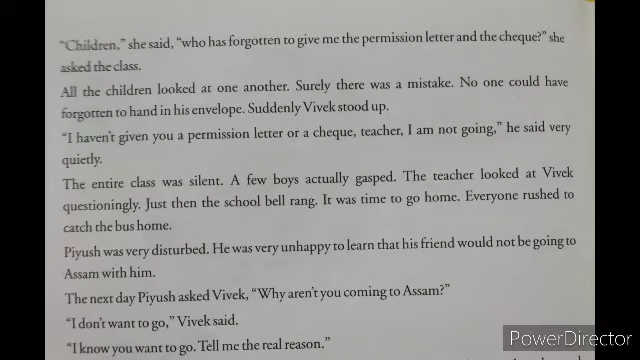 "Children," she said, "who has forgotten to give me the permission letter and the cheque?" she
asked the class.
All the children looked at one another. Surely there was a mistake. No one could have
forgotten to hand in his envelope. Suddenly Vivek stood up.
"I haven't given you a permission letter or a cheque, teacher, I am not going," he said very
quietly.
The entire class was silent. A few boys actually gasped. The teacher looked at Vivek
questioningly. Just then the school bell rang. It was time to go home. Everyone rushed to
catch the bus home.
Piyush was very disturbed. He was very unhappy to learn that his friend would not be going to
Assam with him.
The next day Piyush asked Vivek, "Why aren't you coming to Assam?"
"I don't want to go," Vivek said.
"I know you want to go. Tell me the real reason."
PowerDirector